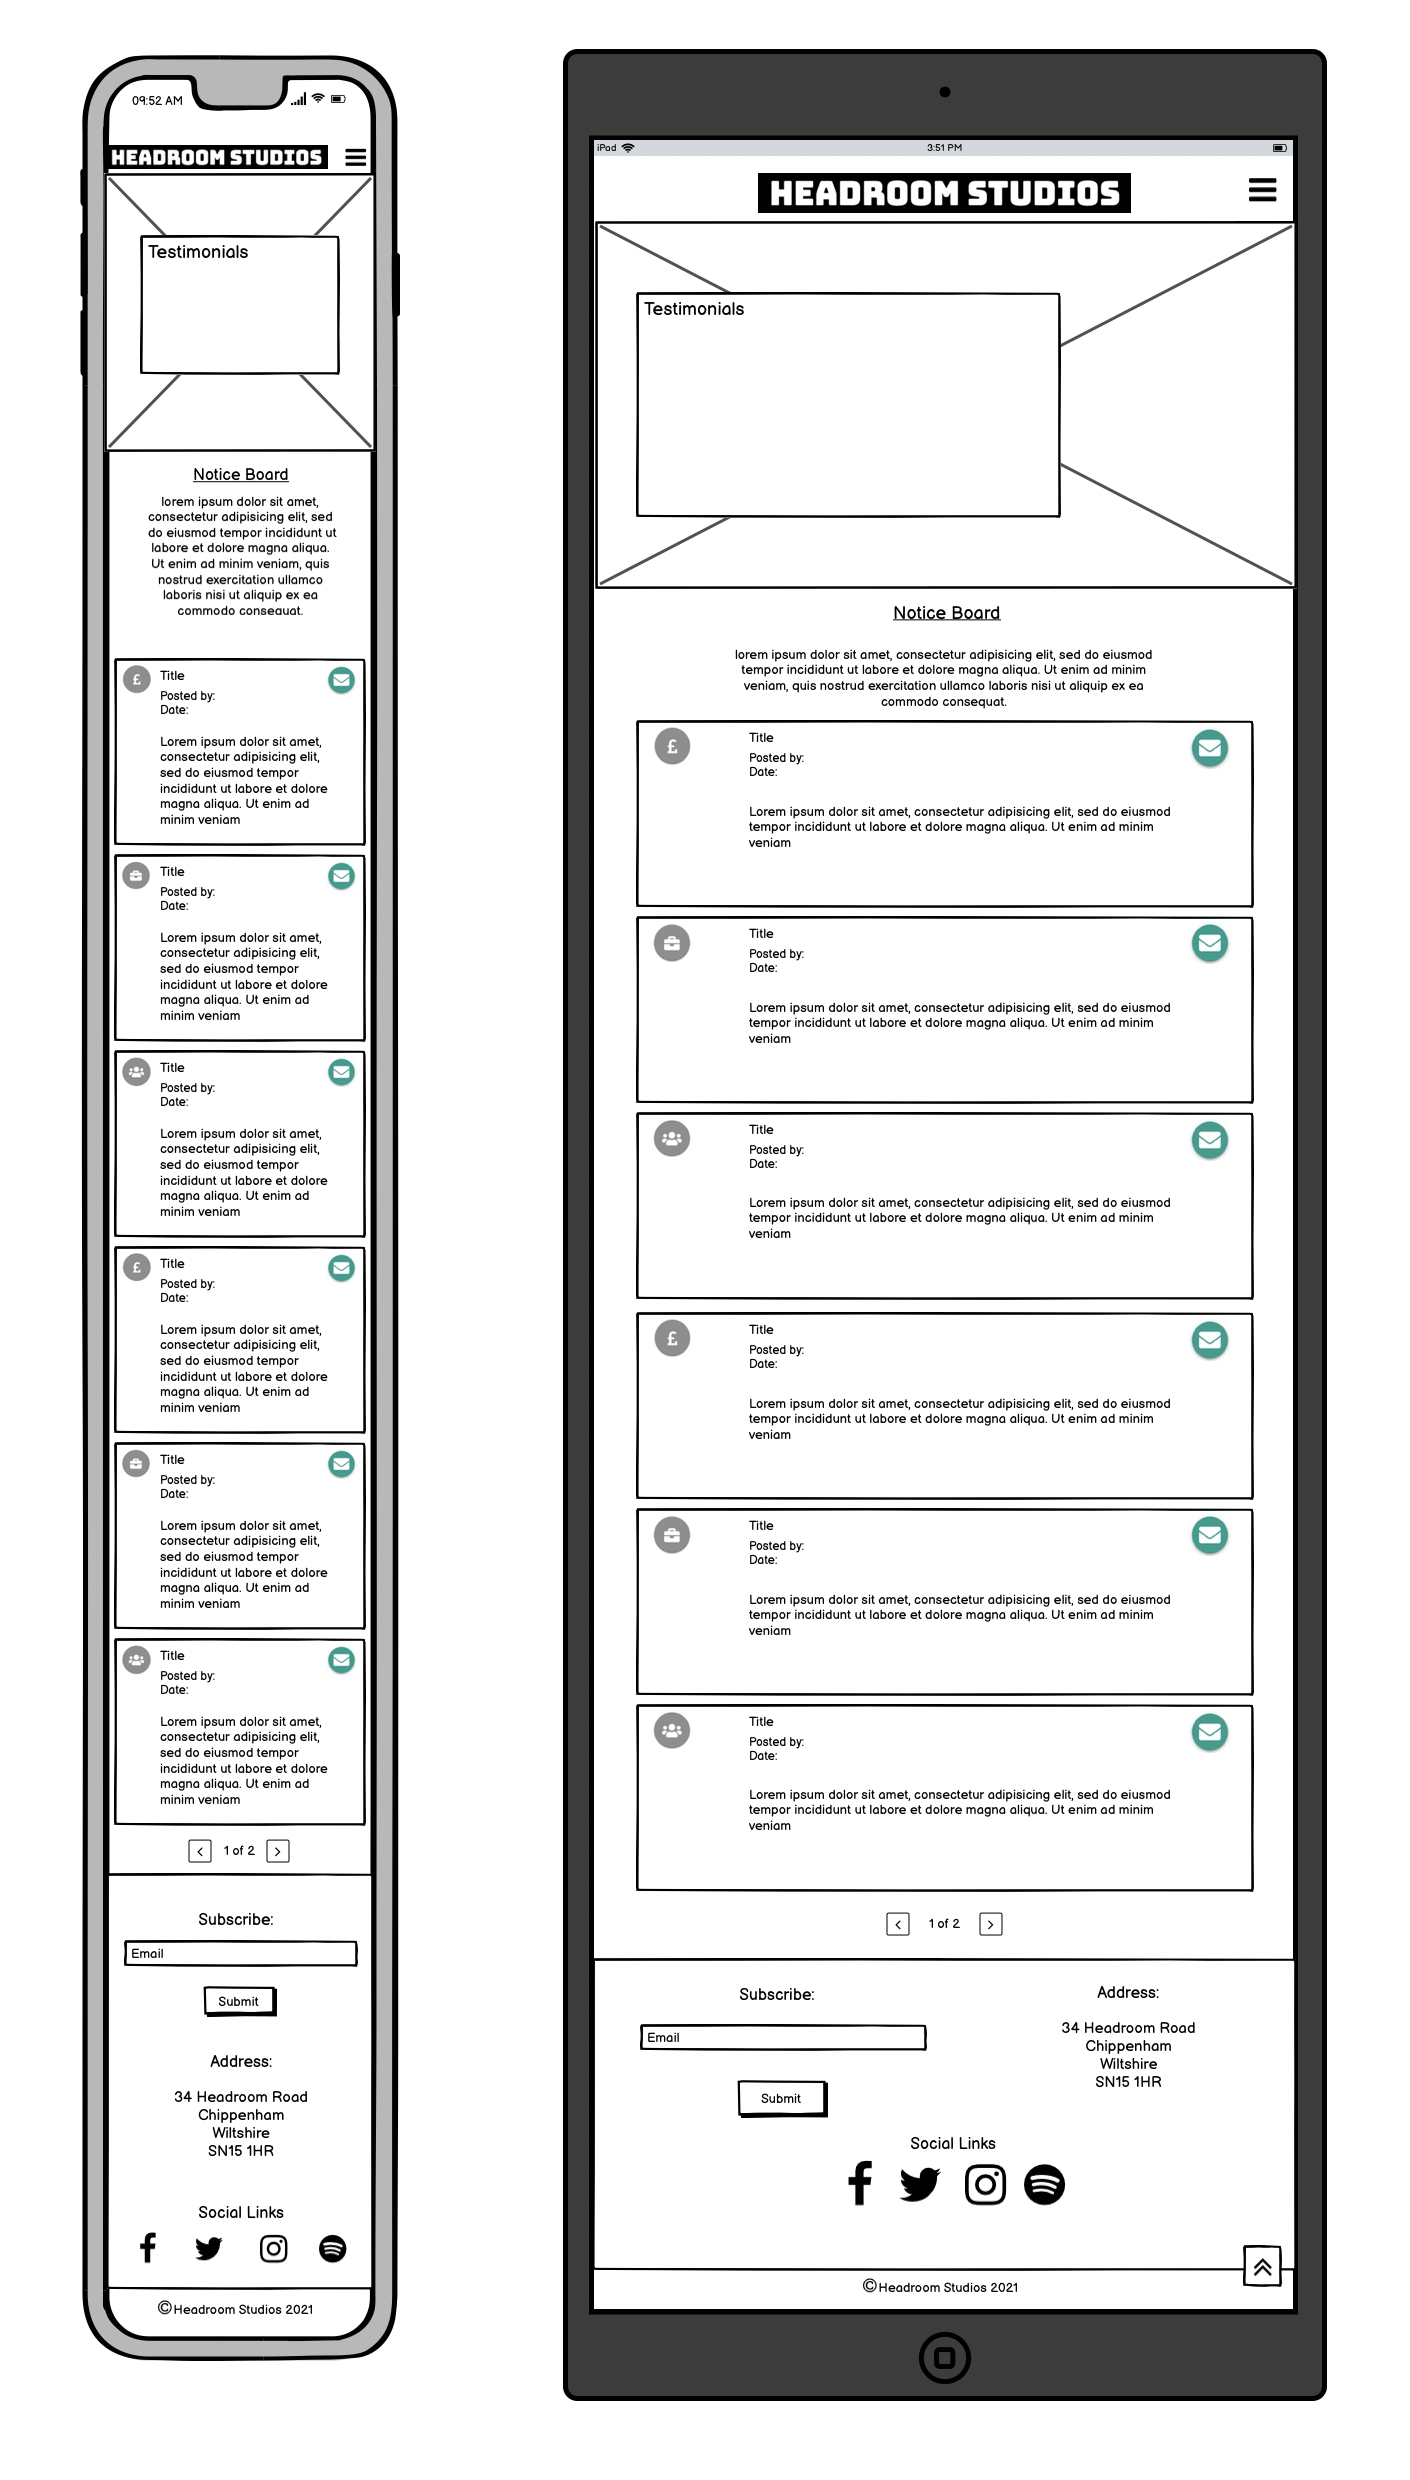 09:52 AM
HEADROOM STUDIOS
Testimonials
Notice Board
lorem ipsum dolor sit amet,
consectetur adipisicing elit, sed
do eiusmod tempor incididunt ut
labore et dolore magna aliqua.
Ut enim ad minim veniam, quis
nostrud exercitation ullamco
laboris nisi ut aliquip ex ea
commodo consequat.
£
Title
Posted by:
Date:
Lorem ipsum dolor sit amet,
consectetur adipisicing elit,
sed do eiusmod tempor
incididunt ut labore et dolore
magna aliqua. Ut enim ad
minim veniam
Title
Posted by:
Date:
Lorem ipsum dolor sit amet,
consectetur adipisicing elit,
sed do eiusmod tempor
incididunt ut labore et dolore
magna aliqua. Ut enim ad
minim veniam
Title
Posted by:
Date:
Lorem ipsum dolor sit amet,
consectetur adipisicing elit,
sed do eiusmod tempor
incididunt ut labore et dolore
magna aliqua. Ut enim ad
minim veniam
£
Title
Posted by:
Date:
Lorem ipsum dolor sit amet,
consectetur adipisicing elit,
sed do eiusmod tempor
incididunt ut labore et dolore
magna aliqua. Ut enim ad
minim veniam
Title
Posted by:
Date:
Lorem ipsum dolor sit amet,
consectetur adipisicing elit,
sed do eiusmod tempor
incididunt ut labore et dolore
magna aliqua. Ut enim ad
minim veniam
Title
Posted by:
Date:
Lorem ipsum dolor sit amet,
consectetur adipisicing elit,
sed do eiusmod tempor
incididunt ut labore et dolore
magna aliqua. Ut enim ad
minim veniam
1 of 2
Subscribe:
Email
Submit
Address:
34 Headroom Road
Chippenham
Wiltshire
SN15 1HR
Social Links
©Headroom Studios 2021
iPad
3:51 PM
HEADROOM STUDIOS
Testimonials
Notice Board
lorem ipsum dolor sit amet, consectetur adipisicing elit, sed do eiusmod
tempor incididunt ut labore et dolore magna aliqua. Ut enim ad minim
veniam, quis nostrud exercitation ullamco laboris nisi ut aliquip ex ea
commodo consequat.
£
Title
Posted by:
Date:
Lorem ipsum dolor sit amet, consectetur adipisicing elit, sed do eiusmod
tempor incididunt ut labore et dolore magna aliqua. Ut enim ad minim
veniam
Title
Posted by:
Date:
Lorem ipsum dolor sit amet, consectetur adipisicing elit, sed do eiusmod
tempor incididunt ut labore et dolore magna aliqua. Ut enim ad minim
veniam
Title
Posted by:
Date:
Lorem ipsum dolor sit amet, consectetur adipisicing elit, sed do eiusmod
tempor incididunt ut labore et dolore magna aliqua. Ut enim ad minim
veniam
£
Title
Posted by:
Date:
Lorem ipsum dolor sit amet, consectetur adipisicing elit, sed do eiusmod
tempor incididunt ut labore et dolore magna aliqua. Ut enim ad minim
veniam
Title
Posted by:
Date:
Lorem ipsum dolor sit amet, consectetur adipisicing elit, sed do eiusmod
tempor incididunt ut labore et dolore magna aliqua. Ut enim ad minim
veniam
Title
Posted by:
Date:
Lorem ipsum dolor sit amet, consectetur adipisicing elit, sed do eiusmod
tempor incididunt ut labore et dolore magna aliqua. Ut enim ad minim
veniam
1 of 2
Subscribe:
Email
Submit
Address:
34 Headroom Road
Chippenham
Wiltshire
SN15 1HR
Social Links
©Headroom Studios 2021